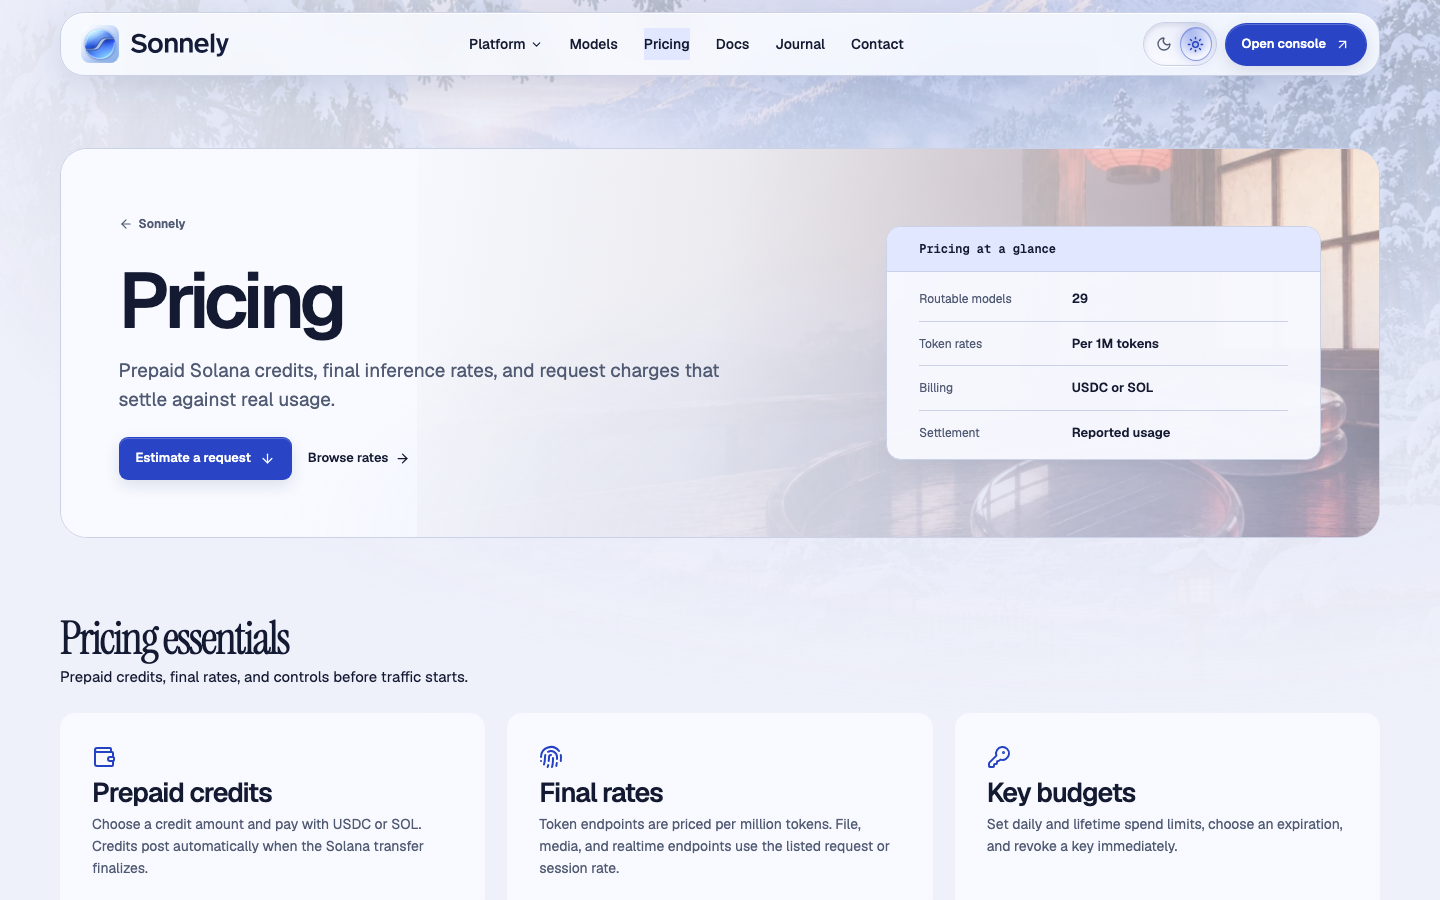 Sonnely
Platform
Models
Pricing
Docs
Journal
Contact
Open console
Sonnely
Pricing
Prepaid Solana credits, final inference rates, and request charges that
settle against real usage.
Estimate a request
Browse rates
Pricing at a glance
Routable models 29
Token rates Per 1M tokens
Billing USDC or SOL
Settlement Reported usage
Pricing essentials
Prepaid credits, final rates, and controls before traffic starts.
Prepaid credits
Choose a credit amount and pay with USDC or SOL.
Credits post automatically when the Solana transfer
finalizes.
Final rates
Token endpoints are priced per million tokens. File,
media, and realtime endpoints use the listed request or
session rate.
Key budgets
Set daily and lifetime spend limits, choose an expiration,
and revoke a key immediately.